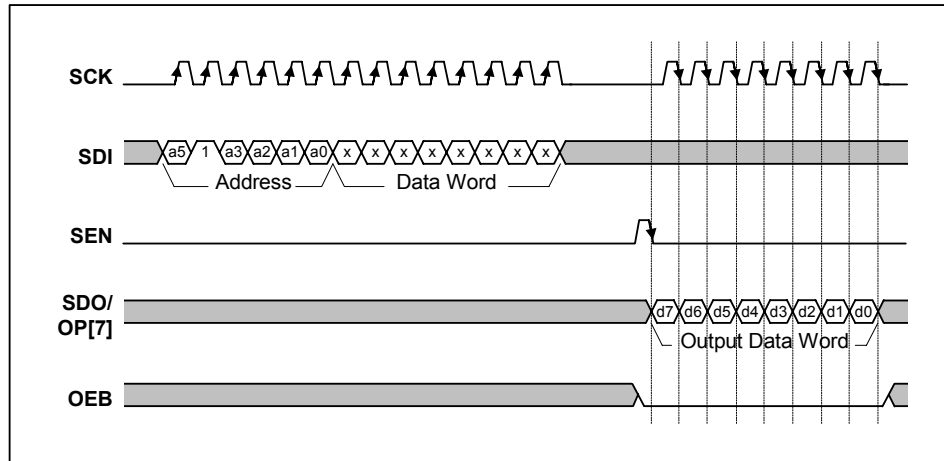 SCK
SDI
a5 1 a3 a2 a1 a0 x x x x x x x x
Address Data Word
SEN
SDO/
OP[7]
d7 d6 d5 d4 d3 d2 d1 d0
Output Data Word
OEB